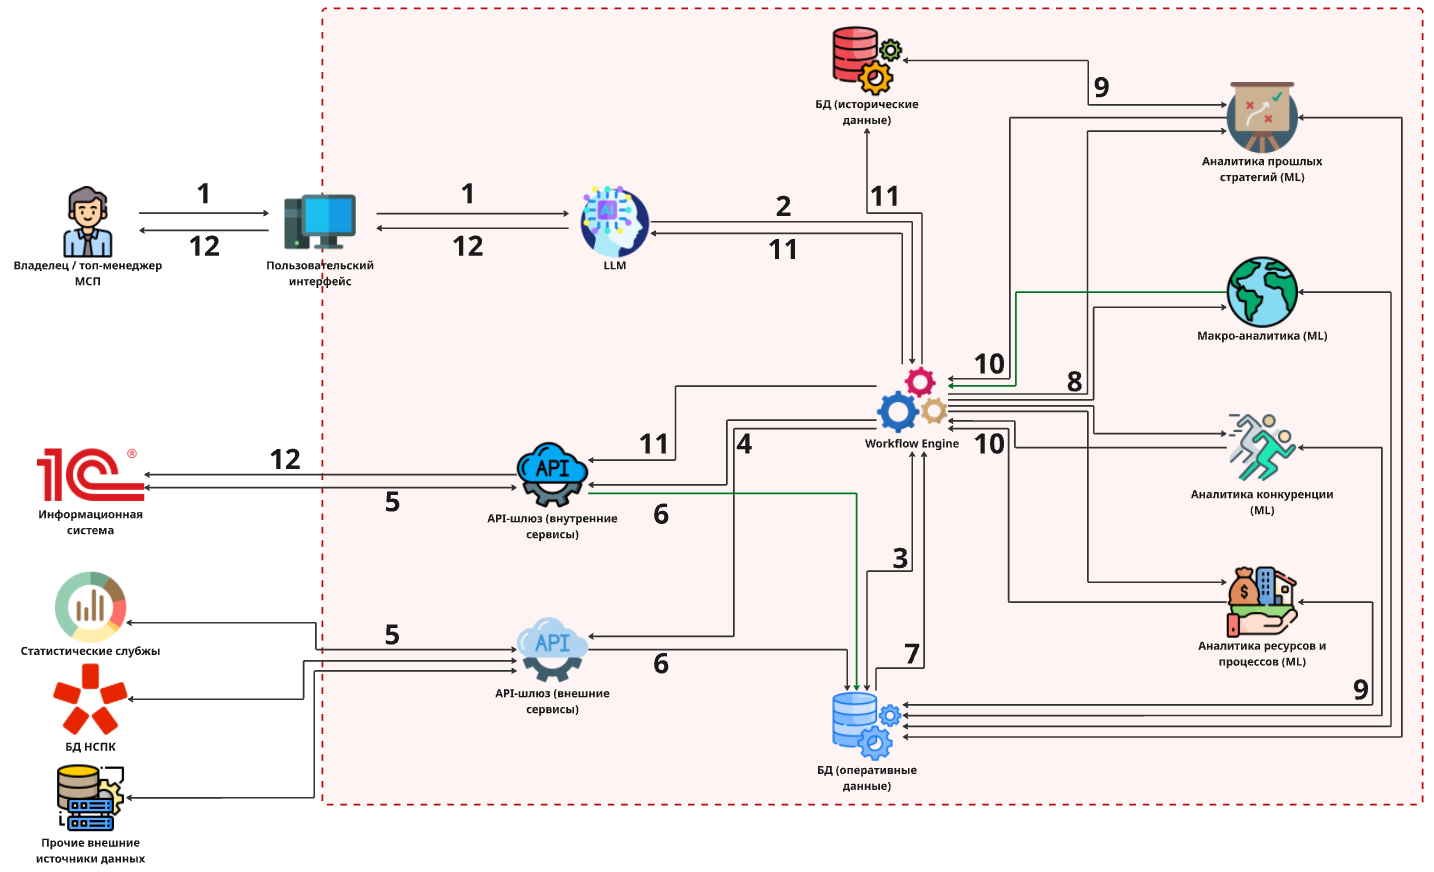 БД (исторические
данные)
9
Аналитика прошлых
стратегий (ML)
1
1
11
2
12
12
11
AI
Владелец / топ-менеджер
МСП
Пользовательский
интерфейс
LLM
Макро-аналитика (ML)
10
8
Workflow Engine
10
4
11
12
1С®
5
API
6
Информационная
система
API-шлюз (внутренние
сервисы)
Аналитика конкуренции
(ML)
3
$
Аналитика ресурсов и
процессов (ML)
5
API
6
7
9
Статистические слубжы
API-шлюз (внешние
сервисы)
БД НСПК
БД (оперативные
данные)
Прочие внешние
источники данных